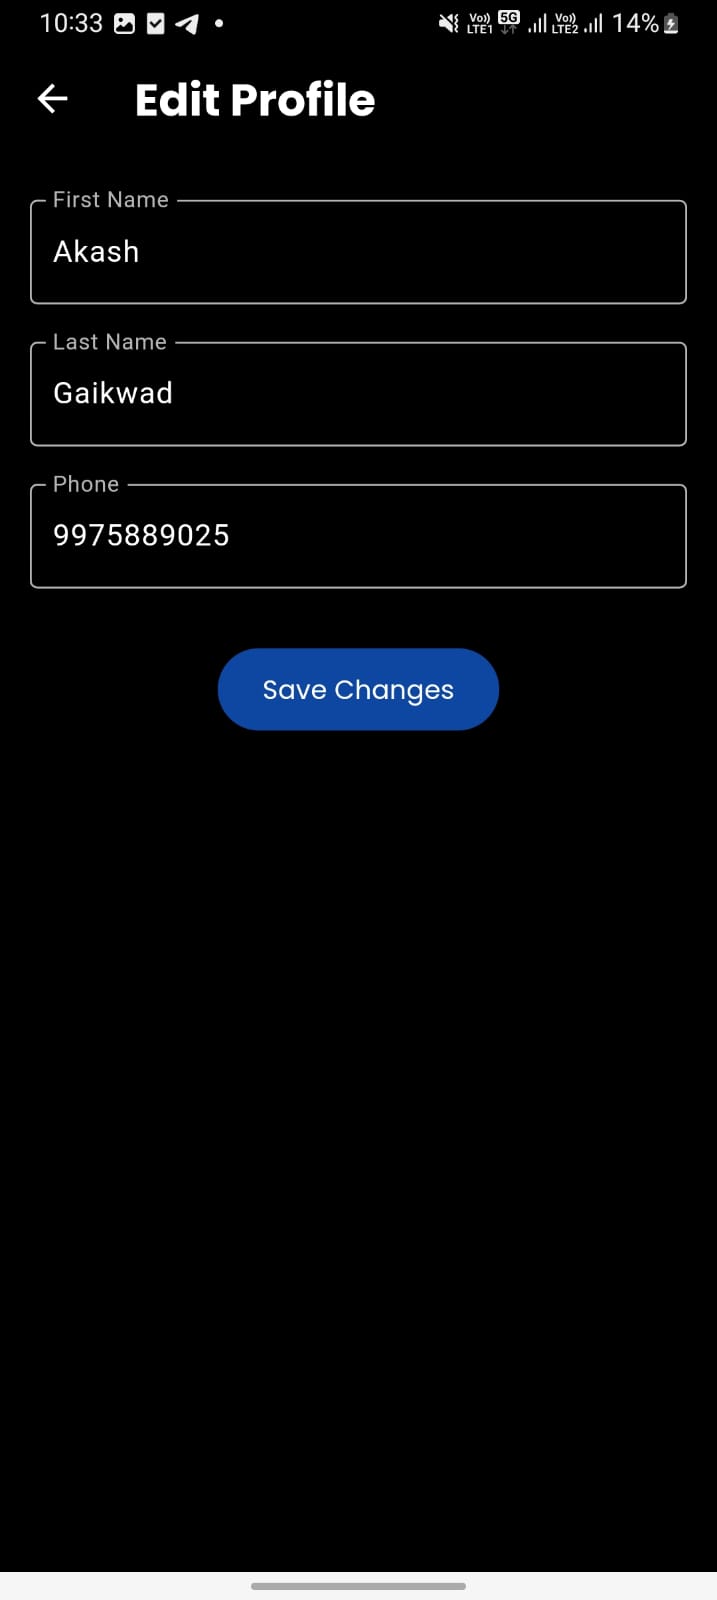 10:33 Vo)) LTE1 5G Vo)) LTE2 14%
Edit Profile
First Name
Akash
Last Name
Gaikwad
Phone
9975889025
Save Changes